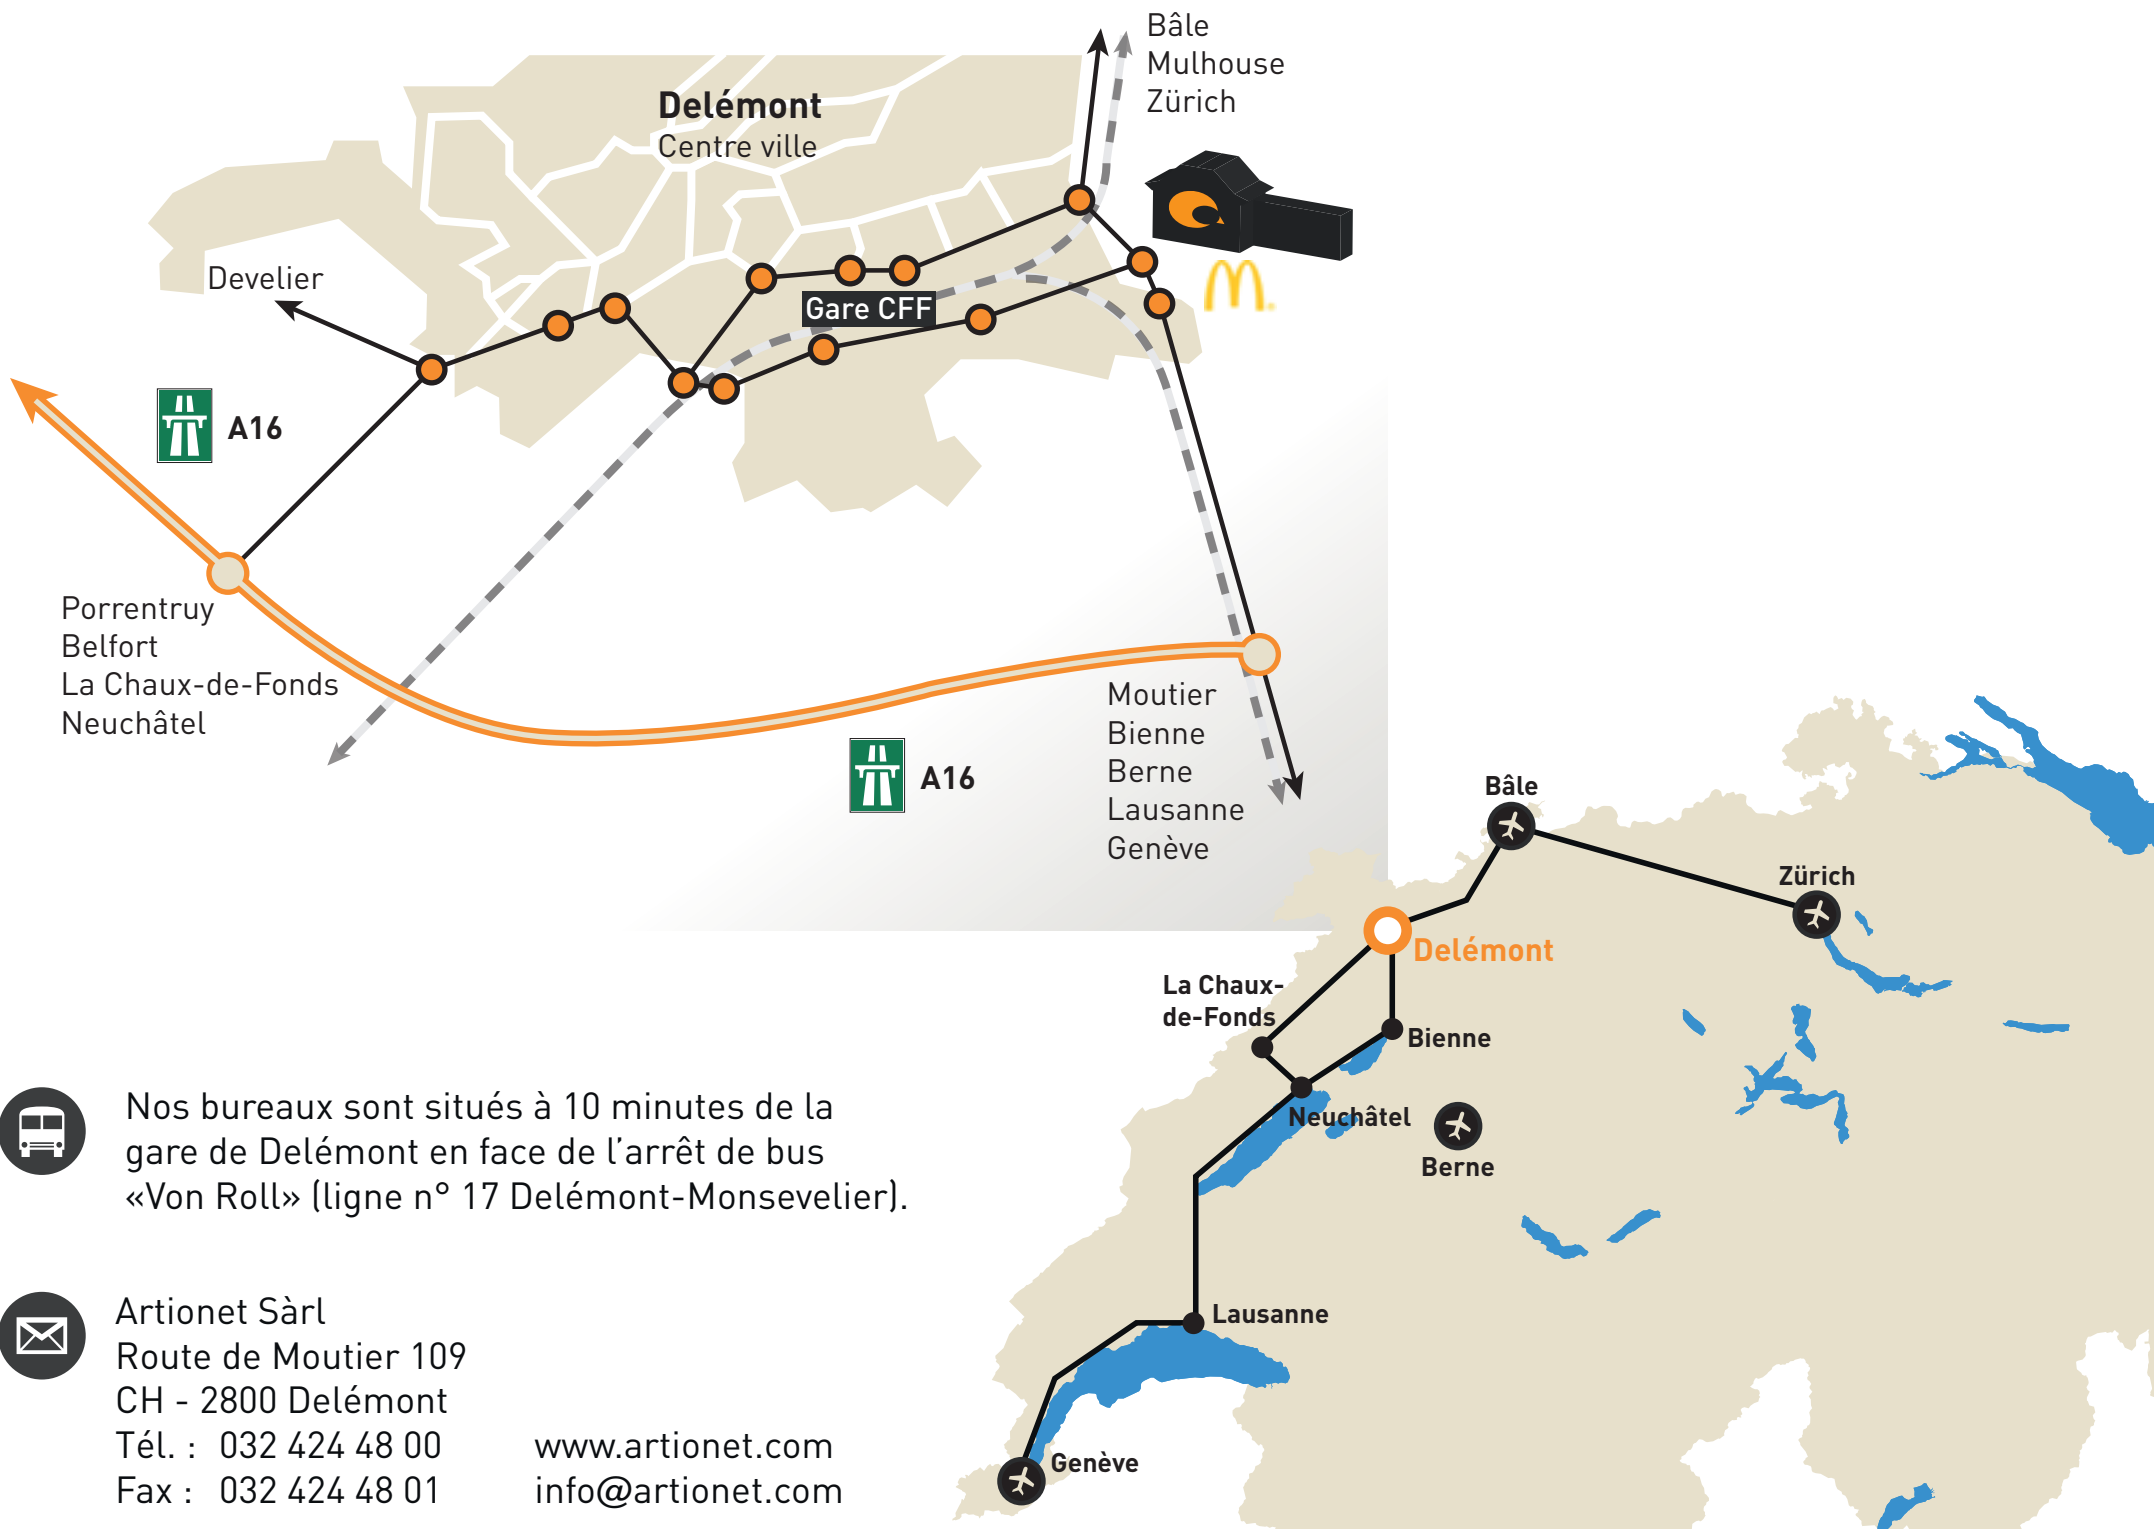 Bâle
Mulhouse
Zürich
Delémont
Centre ville
Develier
Gare CFF
A16
Porrentruy
Belfort
La Chaux-de-Fonds
Neuchâtel
Moutier
Bienne
Berne
Lausanne
Genève
A16
Bâle
Zürich
Delémont
La Chaux-
de-Fonds
Bienne
Neuchâtel
Berne
Lausanne
Genève
Nos bureaux sont situés à 10 minutes de la
gare de Delémont en face de l’arrêt de bus
«Von Roll» (ligne n° 17 Delémont-Monsevelier).
Artionet Sàrl
Route de Moutier 109
CH - 2800 Delémont
Tél. : 032 424 48 00 www.artionet.com
Fax : 032 424 48 01 info@artionet.com